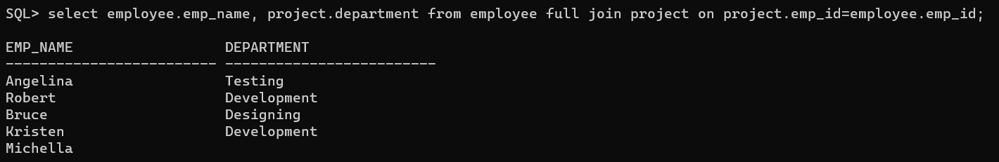 SQL> select employee.emp_name, project.department from employee full join project on project.emp_id=employee.emp_id;
EMP_NAME                  DEPARTMENT
------------------------- -------------------------
Angelina                  Testing
Robert                    Development
Bruce                     Designing
Kristen                   Development
Michella